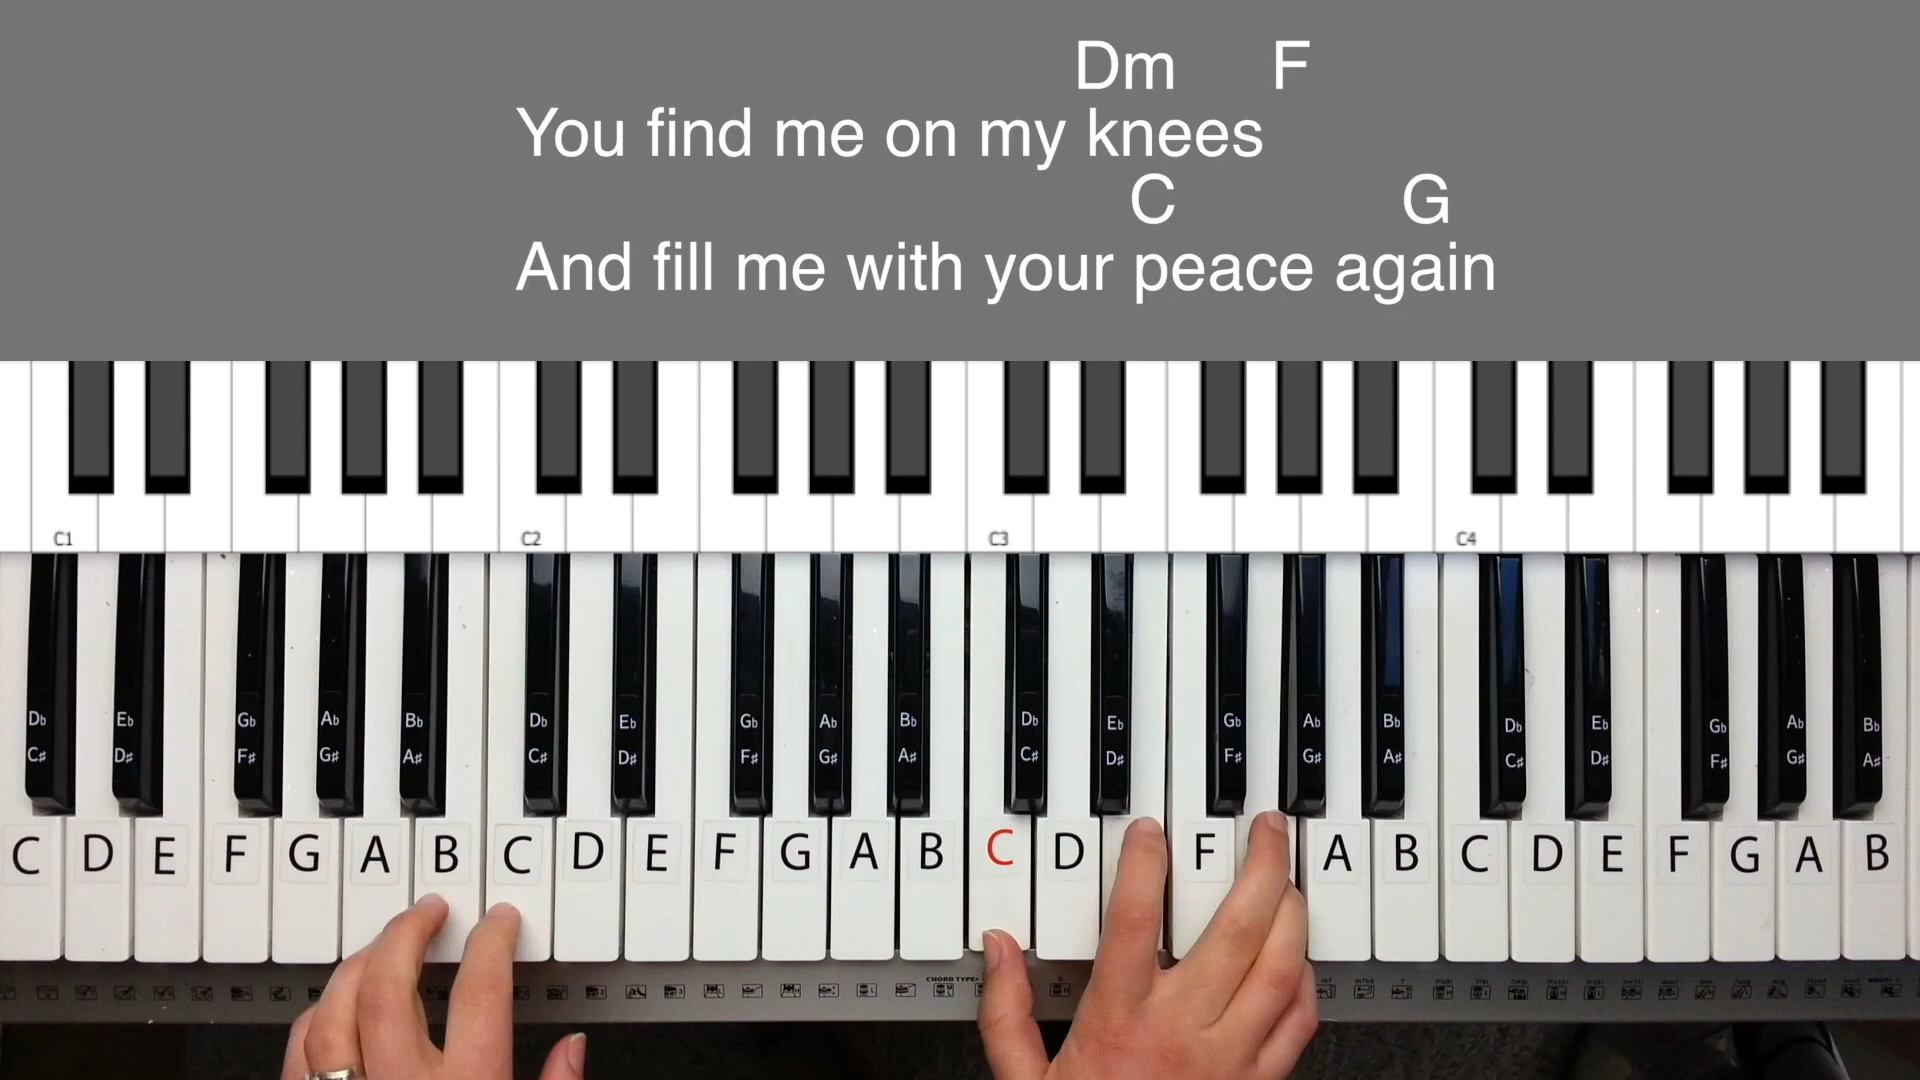 Dm F
You find me on my knees
C G
And fill me with your peace again
C1 C2 C3 C4
Db Eb Gb Ab Bb Db Eb Gb Ab Bb Db Eb Gb Ab Bb Db Eb Gb Ab Bb
C♯ D♯ F♯ G♯ A♯ C♯ D♯ F♯ G♯ A♯ C♯ D♯ F♯ G♯ A♯ C♯ D♯ F♯ G♯ A♯
C D E F G A B C D E F G A B C D F A B C D E F G A B
CHORD TYPE